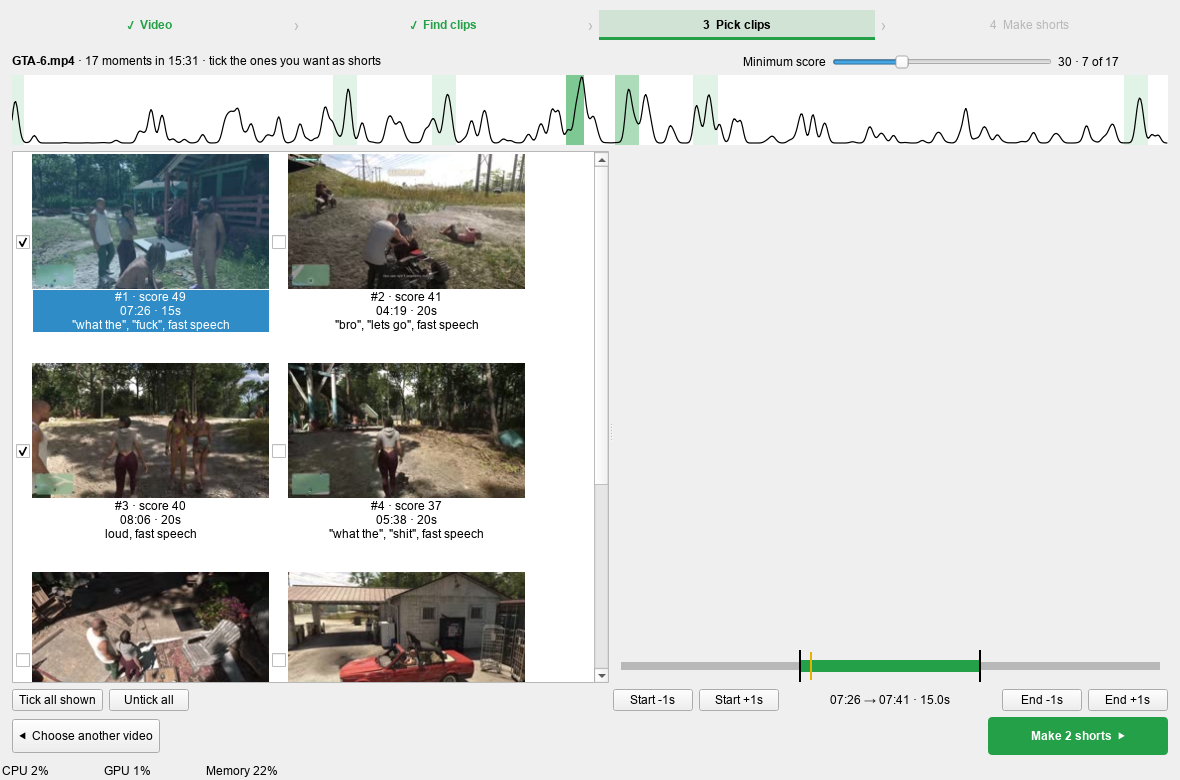 ✓ Video › ✓ Find clips › 3 Pick clips › 4 Make shorts
GTA-6.mp4 · 17 moments in 15:31 · tick the ones you want as shorts
Minimum score 30 · 7 of 17
#1 · score 49
07:26 · 15s
"what the", "fuck", fast speech
#2 · score 41
04:19 · 20s
"bro", "lets go", fast speech
#3 · score 40
08:06 · 20s
loud, fast speech
#4 · score 37
05:38 · 20s
"what the", "shit", fast speech
Tick all shown Untick all
Start -1s Start +1s 07:26 → 07:41 · 15.0s End -1s End +1s
Choose another video
Make 2 shorts
CPU 2% GPU 1% Memory 22%